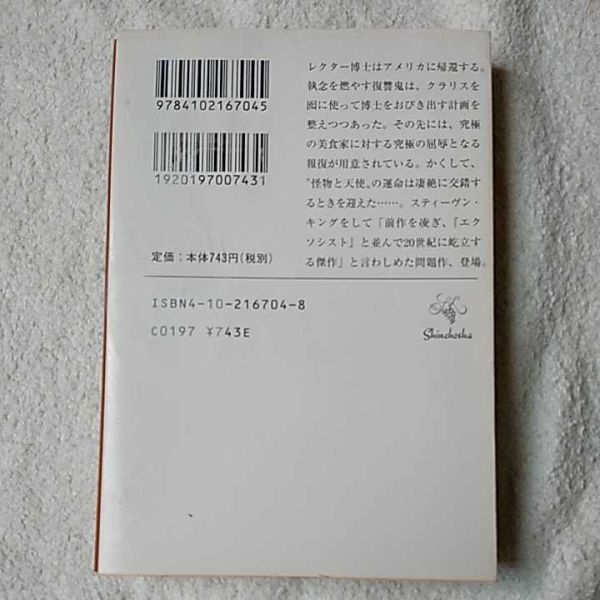 9784102167045
1920197007431
定価：本体743円(税別)
レクター博士はアメリカに帰還する。
執念を燃やす復讐鬼は、クラリスを
囮に使って博士をおびき出す計画を
整えつつあった。その先には、究極
の美食家に対する究極の屈辱となる
報復が用意されている。かくして、
〝怪物と天使〟の運命は凄絶に交錯す
るときを迎えた……。スティーヴン・
キングをして「前作を凌ぎ、『エク
ソシスト』と並んで20世紀に屹立す
る傑作」と言わしめた問題作、登場。
ISBN4-10-216704-8
C0197 ¥743E
Shinchosha